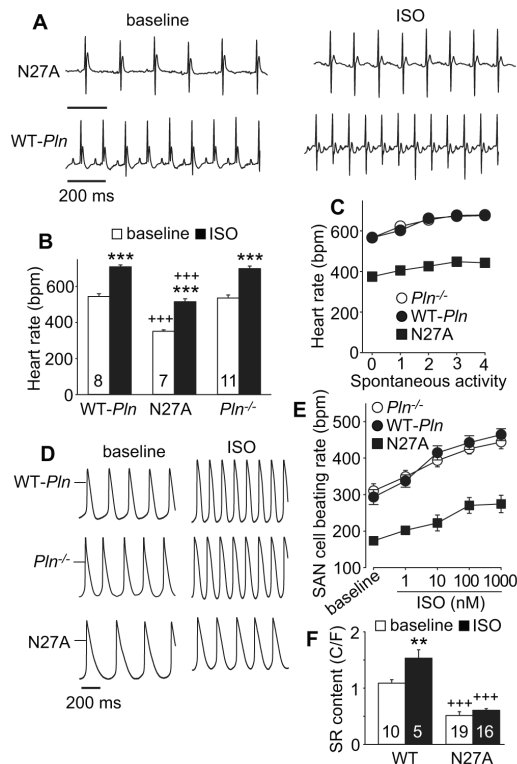 A
baseline
ISO
N27A
WT-Pln
200 ms
B
baseline ISO
Heart rate (bpm)
600
400
200
0
***
+++
+++
***
***
8
7
11
WT-Pln N27A Pln-/-
C
Heart rate (bpm)
600
400
200
0
Pln-/-
WT-Pln
N27A
0 1 2 3 4
Spontaneous activity
D
baseline
ISO
WT-Pln
Pln-/-
N27A
200 ms
E
SAN cell beating rate (bpm)
500
400
300
200
100
Pln-/-
WT-Pln
N27A
baseline 1 10 100 1000
ISO (nM)
F
baseline ISO
SR content (C/F)
2
1
0
**
+++ +++
10 5 19 16
WT N27A